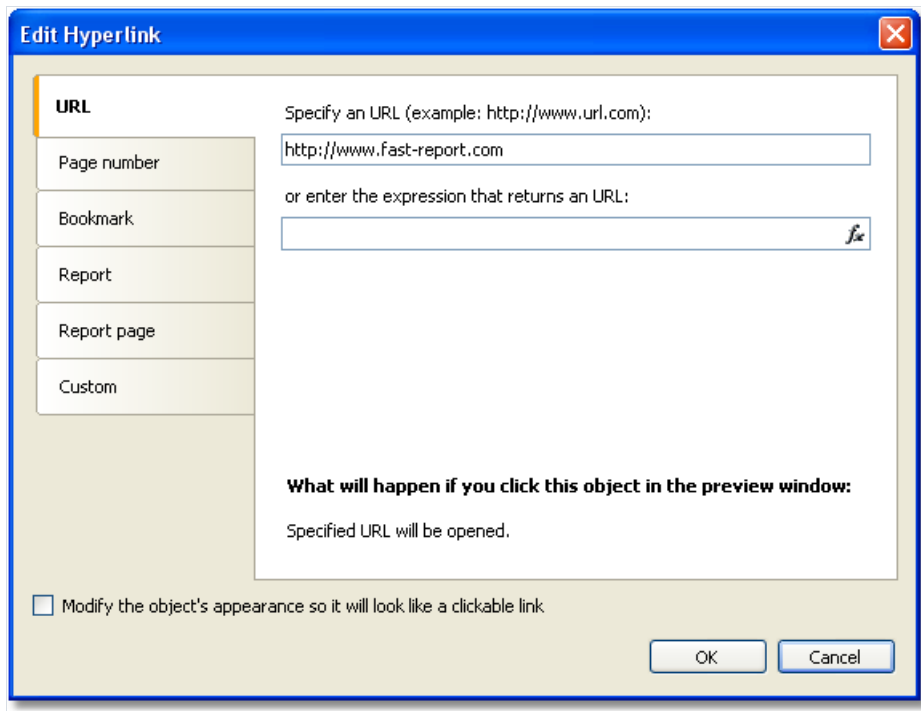 Edit Hyperlink
URL
Page number
Bookmark
Report
Report page
Custom
Specify an URL (example: http://www.url.com):
http://www.fast-report.com
or enter the expression that returns an URL:
fx
What will happen if you click this object in the preview window:
Specified URL will be opened.
Modify the object's appearance so it will look like a clickable link
OK
Cancel